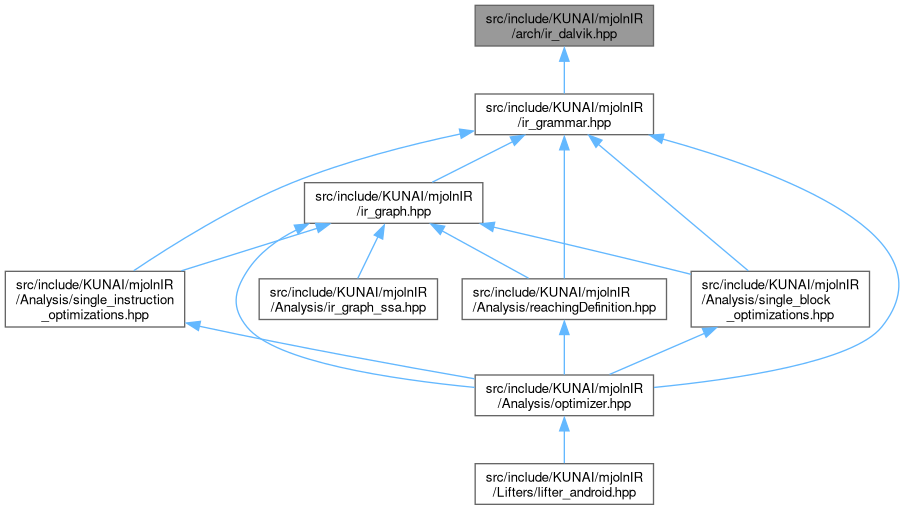 src/include/KUNAI/mjolnIR
/arch/ir_dalvik.hpp
src/include/KUNAI/mjolnIR
/ir_grammar.hpp
src/include/KUNAI/mjolnIR
/ir_graph.hpp
src/include/KUNAI/mjolnIR
/Analysis/single_instruction
_optimizations.hpp
src/include/KUNAI/mjolnIR
/Analysis/ir_graph_ssa.hpp
src/include/KUNAI/mjolnIR
/Analysis/reachingDefinition.hpp
src/include/KUNAI/mjolnIR
/Analysis/single_block
_optimizations.hpp
src/include/KUNAI/mjolnIR
/Analysis/optimizer.hpp
src/include/KUNAI/mjolnIR
/Lifters/lifter_android.hpp